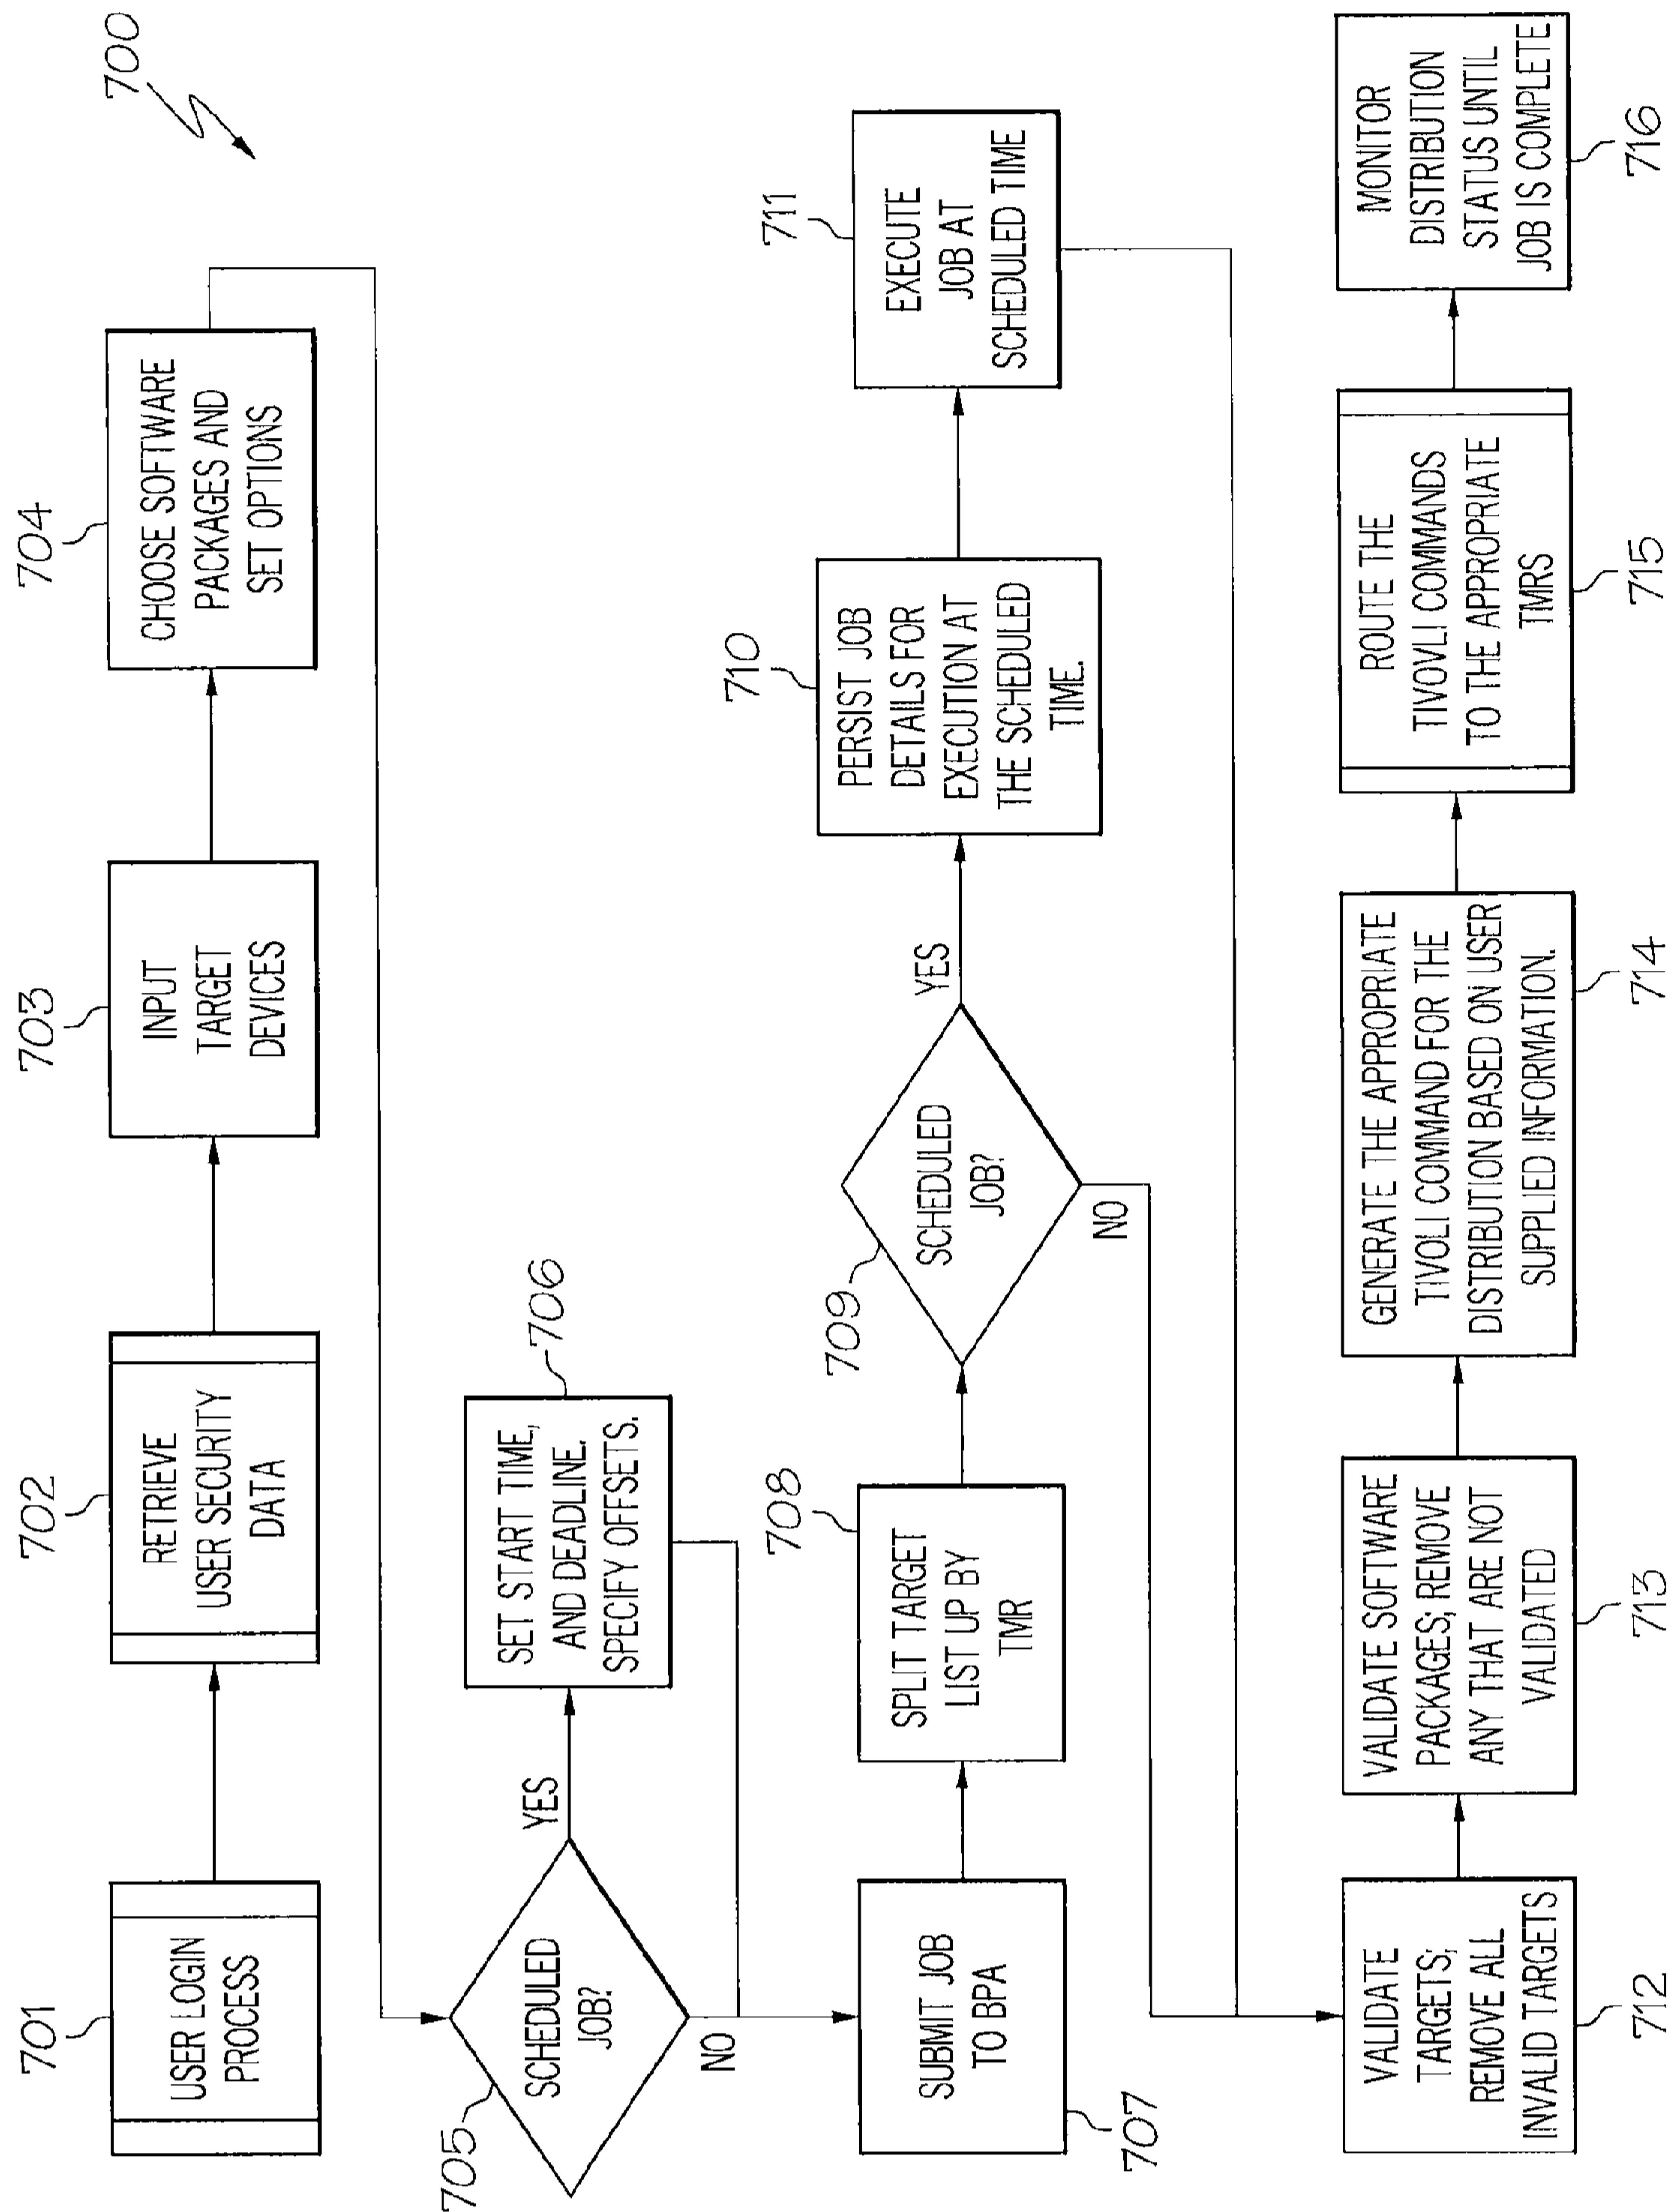 700
701
USER LOGIN
PROCESS
702
RETRIEVE
USER SECURITY
DATA
703
INPUT
TARGET
DEVICES
704
CHOOSE SOFTWARE
PACKAGES AND
SET OPTIONS
705
SCHEDULED
JOB?
YES
NO
706
SET START TIME,
AND DEADLINE.
SPECIFY OFFSETS.
707
SUBMIT JOB
TO BPA
708
SPLIT TARGET
LIST UP BY
TMR
709
SCHEDULED
JOB?
YES
NO
710
PERSIST JOB
DETAILS FOR
EXECUTION AT
THE SCHEDULED
TIME.
711
EXECUTE
JOB AT
SCHEDULED TIME
VALIDATE
TARGETS;
REMOVE ALL
INVALID TARGETS
712
VALIDATE SOFTWARE
PACKAGES; REMOVE
ANY THAT ARE NOT
VALIDATED
713
GENERATE THE APPROPRIATE
TIVOLI COMMAND FOR THE
DISTRIBUTION BASED ON USER
SUPPLIED INFORMATION.
714
ROUTE THE
TIVOVLI COMMANDS
TO THE APPROPRIATE
TMRS
715
MONITOR
DISTRIBUTION
STATUS UNTIL
JOB IS COMPLETE
716